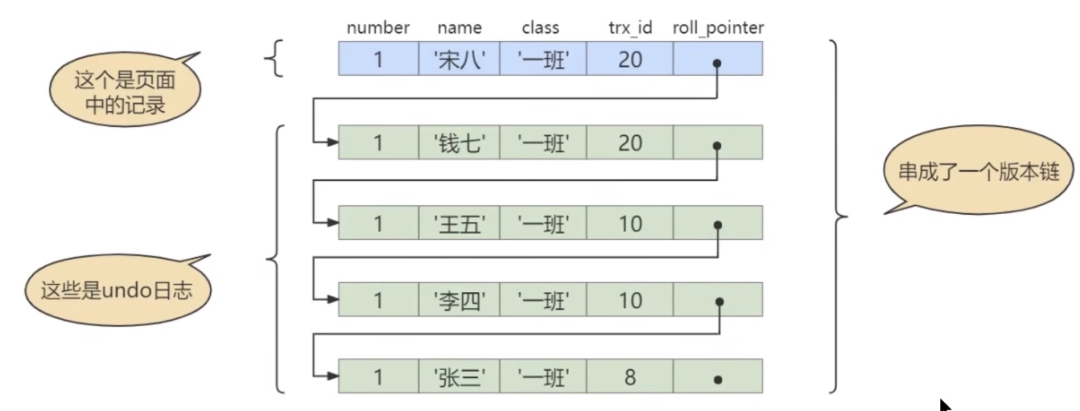 number name class trx_id roll_pointer
1 '宋八' '一班' 20
这个是页面
中的记录
1 '钱七' '一班' 20
串成了一个版本链
1 '王五' '一班' 10
这些是undo日志
1 '李四' '一班' 10
1 '张三' '一班' 8